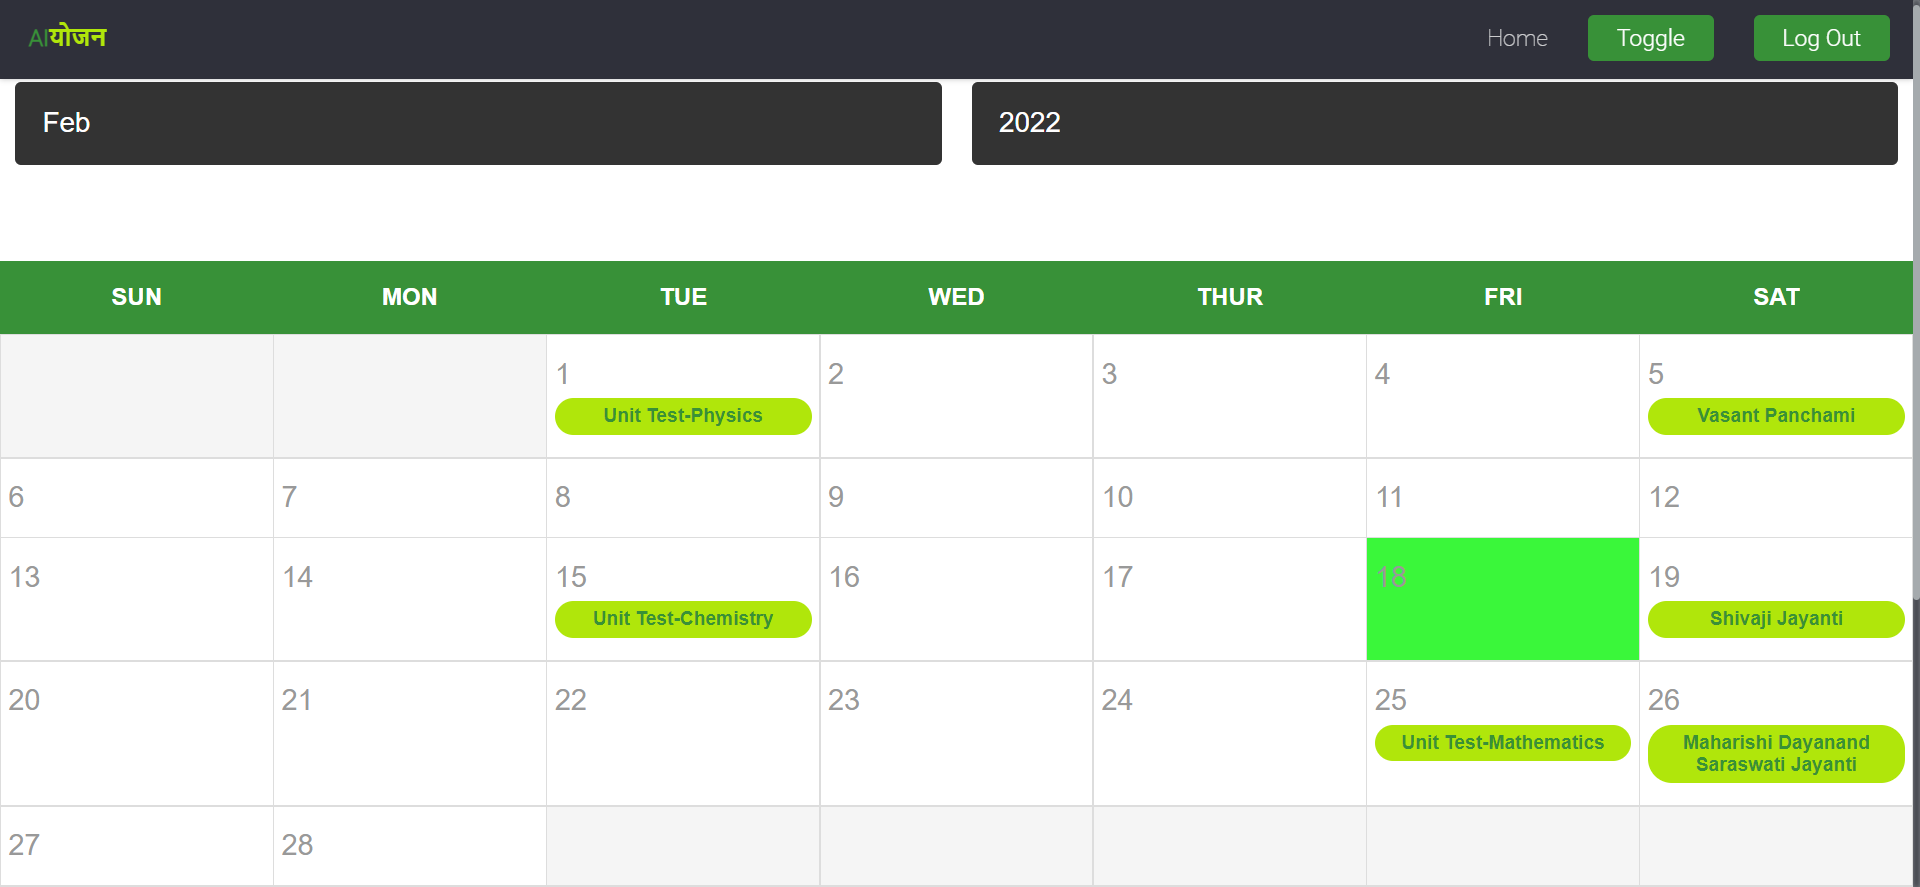 AIयोजन Home Toggle Log Out
Feb 2022
SUN MON TUE WED THUR FRI SAT
1 2 3 4 5
Unit Test-Physics Vasant Panchami
6 7 8 9 10 11 12
13 14 15 16 17 18 19
Unit Test-Chemistry Shivaji Jayanti
20 21 22 23 24 25 26
Unit Test-Mathematics Maharishi Dayanand
Saraswati Jayanti
27 28